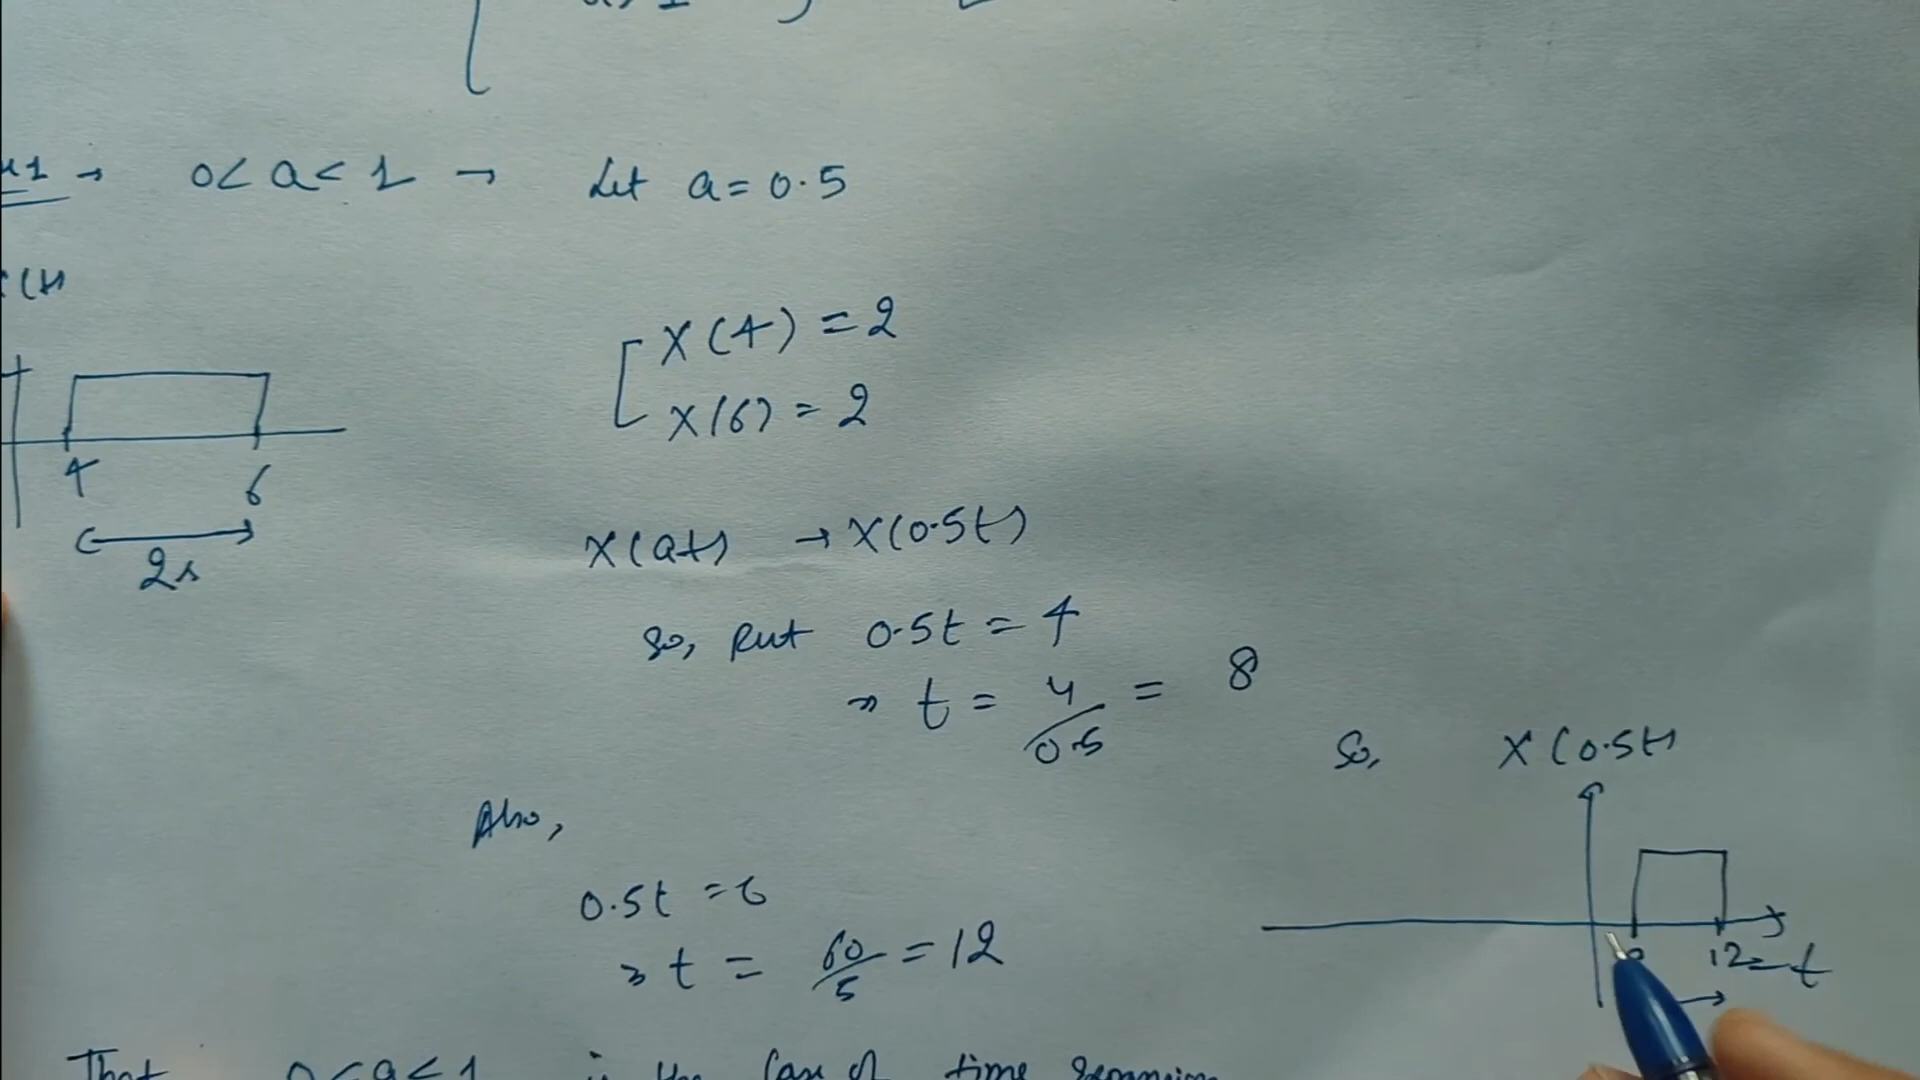 0<a<1 → Let a=0.5
x(4)=2
x(6)=2
4 6
2s
x(at) → x(0.5t)
So, Put 0.5t=4
⇒ t = 4/0.5 = 8
So, x(0.5t)
12 t
Also,
0.5t=6
⇒ t = 60/5 = 12
That 0<a<1 is the Case of time